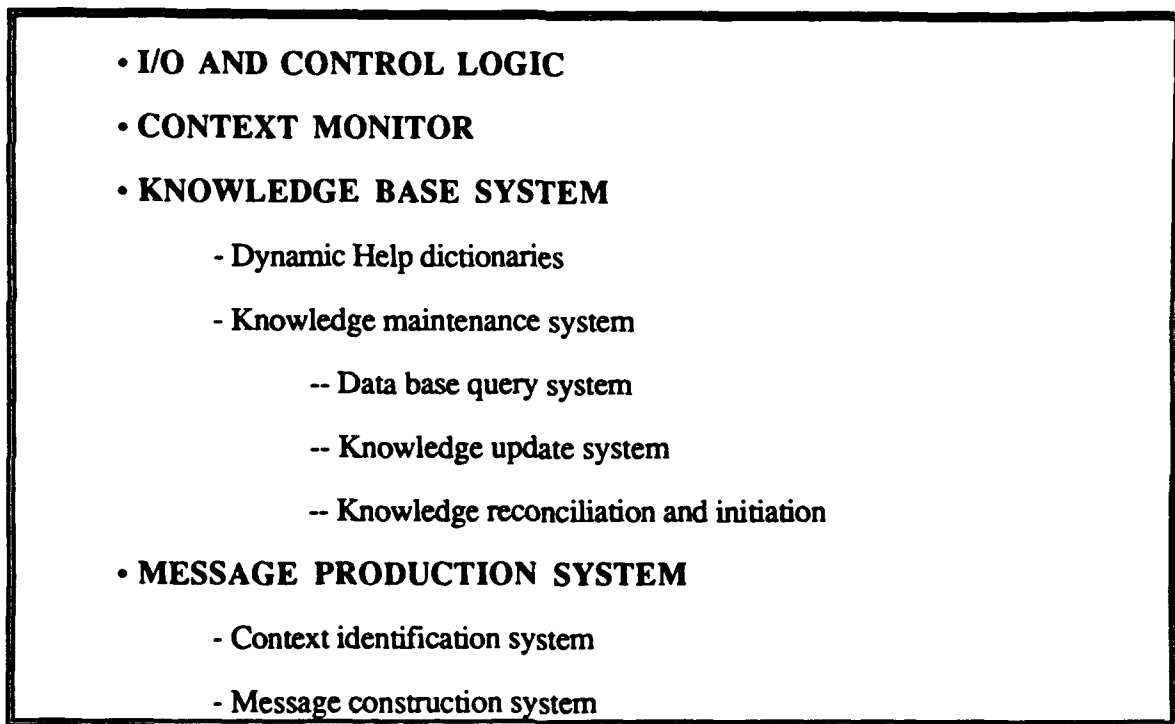 • I/O AND CONTROL LOGIC
• CONTEXT MONITOR
• KNOWLEDGE BASE SYSTEM
- Dynamic Help dictionaries
- Knowledge maintenance system
-- Data base query system
-- Knowledge update system
-- Knowledge reconciliation and initiation
• MESSAGE PRODUCTION SYSTEM
- Context identification system
- Message construction system